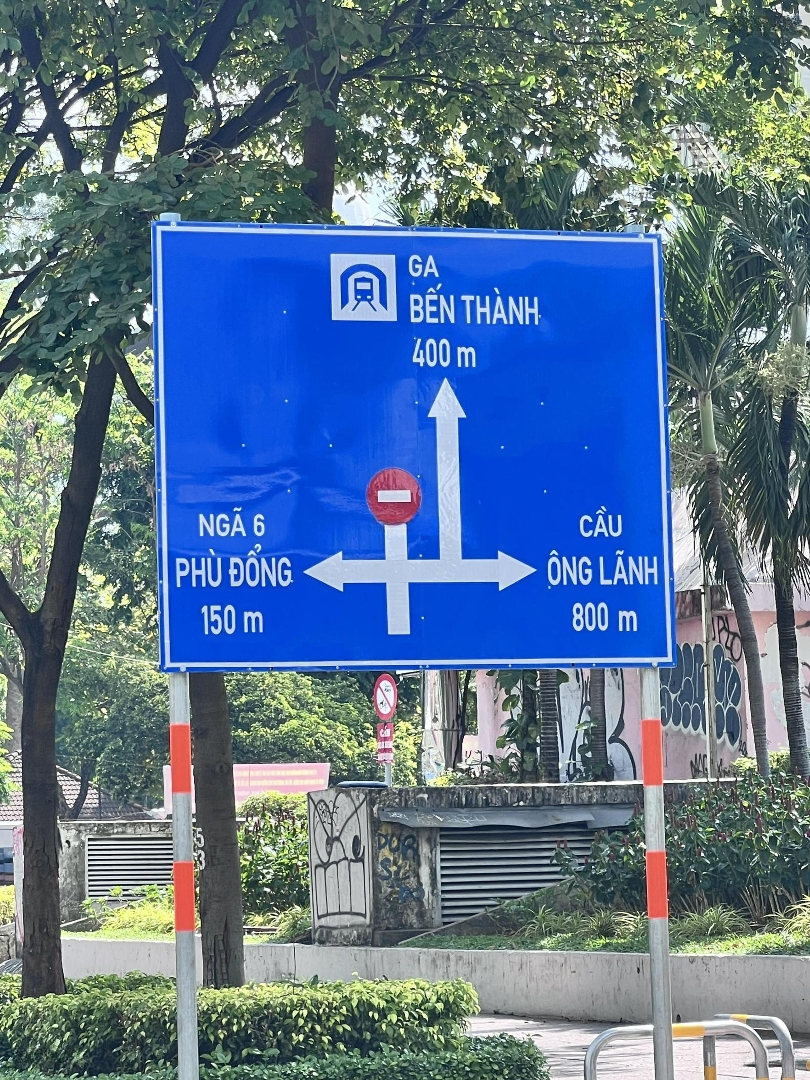 GA
BẾN THÀNH
400 m
NGÃ 6
PHÙ ĐỔNG
150 m
CẦU
ÔNG LÃNH
800 m